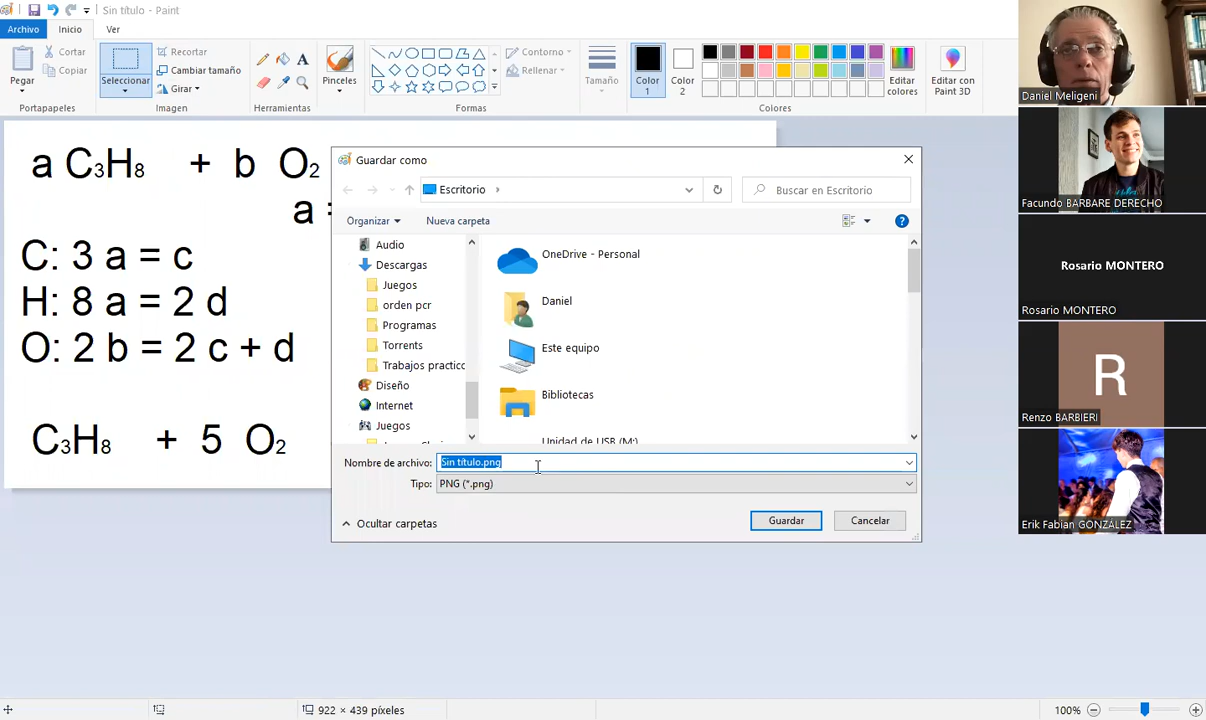 Sin título - Paint
Archivo Inicio Ver
Pegar
Cortar
Copiar
Portapapeles
Seleccionar
Recortar
Cambiar tamaño
Girar
Imagen
Herramientas
Pinceles
Formas
Contorno
Rellenar
Tamaño
Color 1
Color 2
Colores
Editar colores
Editar con Paint 3D
a C3H8 + b O2
a =
C: 3 a = c
H: 8 a = 2 d
O: 2 b = 2 c + d
C3H8 + 5 O2
Guardar como
Escritorio
Buscar en Escritorio
Organizar Nueva carpeta
Audio
Descargas
Juegos
orden pcr
Programas
Torrents
Trabajos practico
Diseño
Internet
Juegos
OneDrive - Personal
Daniel
Este equipo
Bibliotecas
Unidad de USB (M:)
Nombre de archivo: Sin título.png
Tipo: PNG (*.png)
Ocultar carpetas
Guardar Cancelar
Daniel Meligeni
Facundo BARBARE DERECHO
Rosario MONTERO
Rosario MONTERO
R
Renzo BARBIERI
Erik Fabian GONZÁLEZ
922 × 439 píxeles
100%